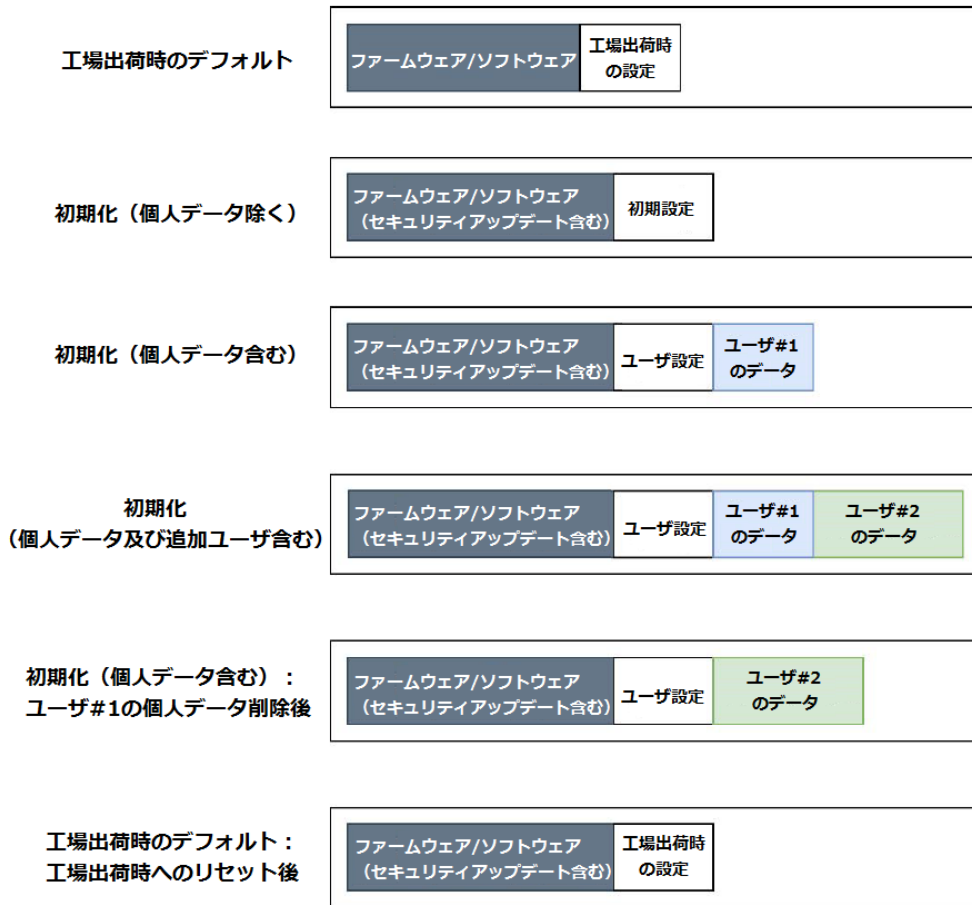 工場出荷時のデフォルト
ファームウェア/ソフトウェア
工場出荷時
の設定
初期化（個人データ除く）
ファームウェア/ソフトウェア
（セキュリティアップデート含む）
初期設定
初期化（個人データ含む）
ファームウェア/ソフトウェア
（セキュリティアップデート含む）
ユーザ設定
ユーザ#1
のデータ
初期化
（個人データ及び追加ユーザ含む）
ファームウェア/ソフトウェア
（セキュリティアップデート含む）
ユーザ設定
ユーザ#1
のデータ
ユーザ#2
のデータ
初期化（個人データ含む）：
ユーザ#1の個人データ削除後
ファームウェア/ソフトウェア
（セキュリティアップデート含む）
ユーザ設定
ユーザ#2
のデータ
工場出荷時のデフォルト：
工場出荷時へのリセット後
ファームウェア/ソフトウェア
（セキュリティアップデート含む）
工場出荷時
の設定